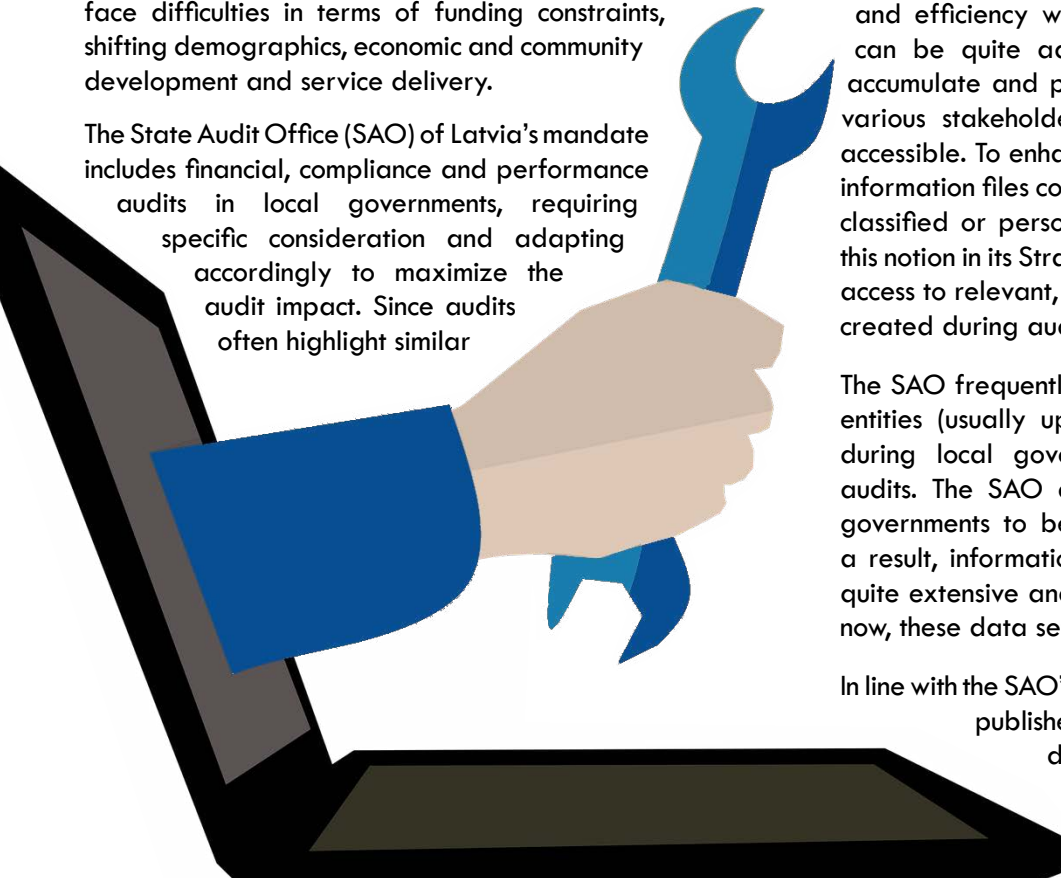 face difficulties in terms of funding constraints,
shifting demographics, economic and community
development and service delivery.
The State Audit Office (SAO) of Latvia’s mandate
includes financial, compliance and performance
audits in local governments, requiring
specific consideration and adapting
accordingly to maximize the
audit impact. Since audits
often highlight similar
and efficiency w
can be quite ac
accumulate and p
various stakeholde
accessible. To enha
information files co
classified or perso
this notion in its Stra
access to relevant,
created during aud
The SAO frequentl
entities (usually up
during local gove
audits. The SAO c
governments to be
a result, informatio
quite extensive and
now, these data se
In line with the SAO’
publishe
d